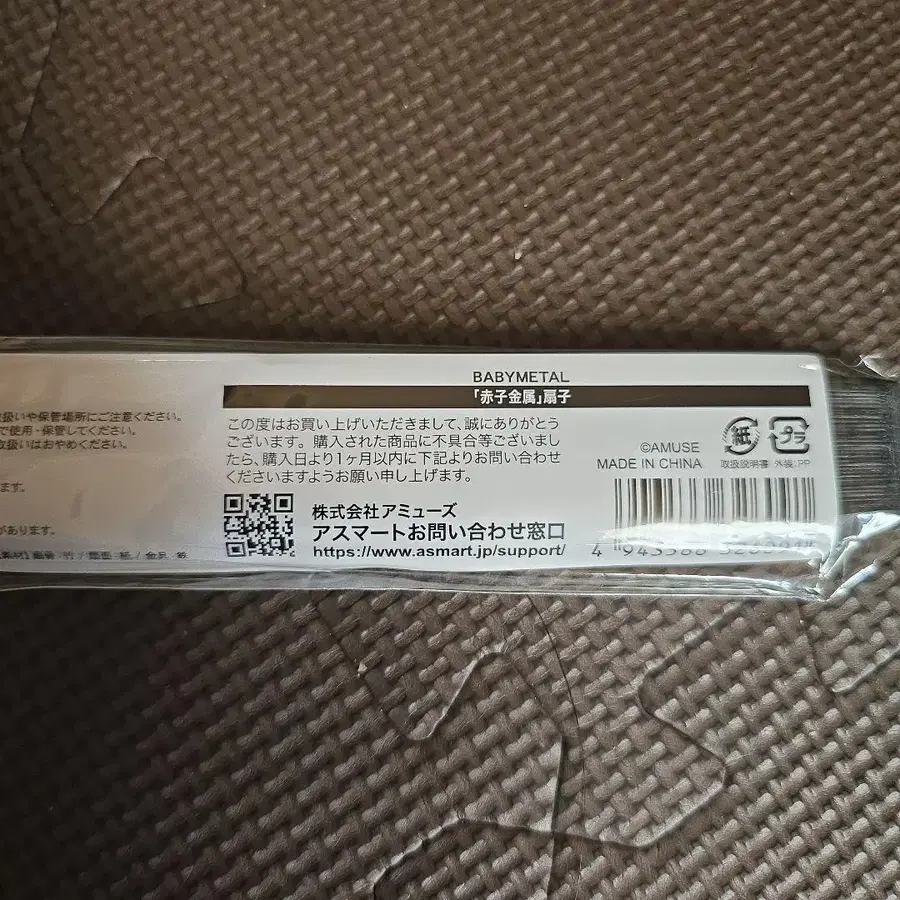 取扱いや保管場所にご注意ください。
で使用・保管してください。
取扱いはおやめください。
ます。
があります。
BABYMETAL
「赤子金属」扇子
この度はお買い上げいただきまして、誠にありがとう
ございます。購入された商品に不具合等ございまし
たら、購入日より1ヶ月以内に下記よりお問い合わせ
くださいますようお願い申し上げます。
株式会社アミューズ
アスマートお問い合わせ窓口
https://www.asmart.jp/support/
©AMUSE
MADE IN CHINA
紙
取扱説明書
プラ
外装:PP